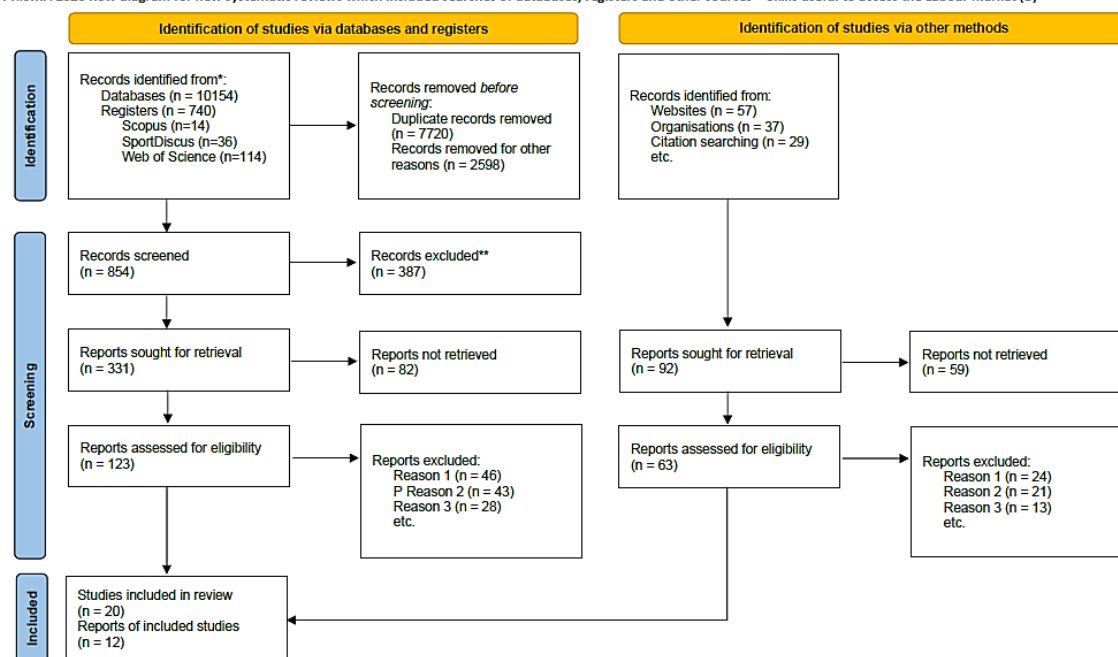 Identification of studies via databases and registers
Identification of studies via other methods
Identification
Records identified from*:
Databases (n = 10154)
Registers (n = 740)
Scopus (n=14)
SportDiscus (n=36)
Web of Science (n=114)
Records removed before
screening:
Duplicate records removed
(n = 7720)
Records removed for other
reasons (n = 2598)
Records identified from:
Websites (n = 57)
Organisations (n = 37)
Citation searching (n = 29)
etc.
Screening
Records screened
(n = 854)
Records excluded**
(n = 387)
Reports sought for retrieval
(n = 331)
Reports not retrieved
(n = 82)
Reports sought for retrieval
(n = 92)
Reports not retrieved
(n = 59)
Reports assessed for eligibility
(n = 123)
Reports excluded:
Reason 1 (n = 46)
P Reason 2 (n = 43)
Reason 3 (n = 28)
etc.
Reports assessed for eligibility
(n = 63)
Reports excluded:
Reason 1 (n = 24)
Reason 2 (n = 21)
Reason 3 (n = 13)
etc.
Included
Studies included in review
(n = 20)
Reports of included studies
(n = 12)